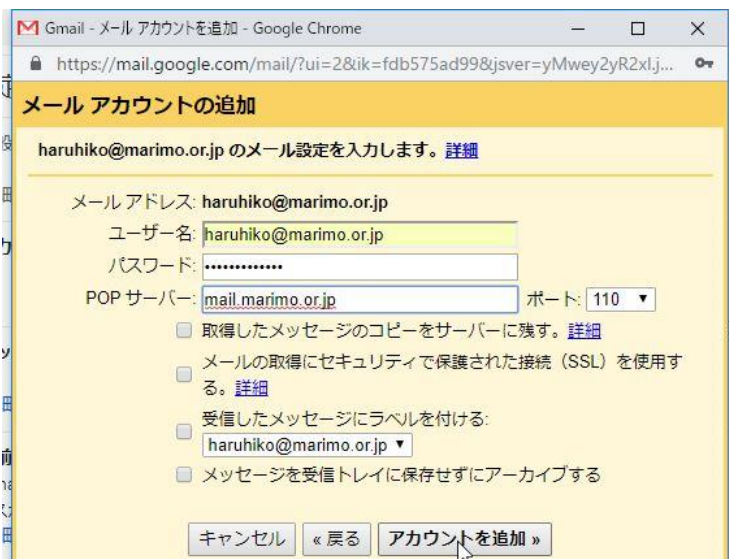 Gmail - メール アカウントを追加 - Google Chrome
https://mail.google.com/mail/?ui=2&ik=fdb575ad99&jsver=yMwey2yR2xI.j...
メール アカウントの追加
haruhiko@marimo.or.jp のメール設定を入力します。詳細
メール アドレス: haruhiko@marimo.or.jp
ユーザー名: haruhiko@marimo.or.jp
パスワード: •••••••••••••
POP サーバー: mail.marimo.or.jp ポート: 110 ▼
取得したメッセージのコピーをサーバーに残す。詳細
メールの取得にセキュリティで保護された接続（SSL）を使用す
る。詳細
受信したメッセージにラベルを付ける:
haruhiko@marimo.or.jp ▼
メッセージを受信トレイに保存せずにアーカイブする
キャンセル « 戻る アカウントを追加 »